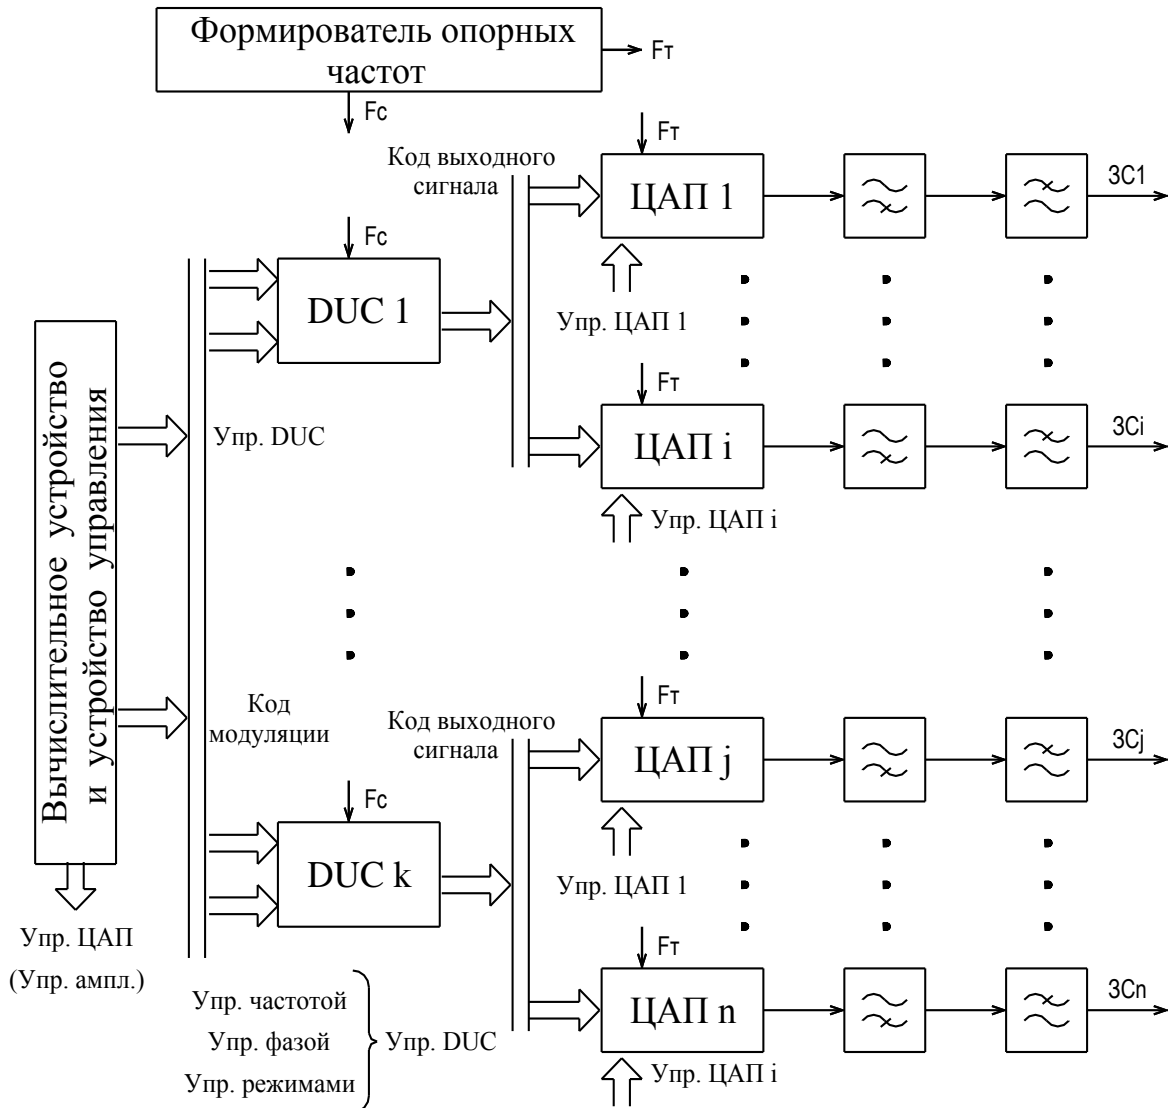 Формирователь опорных
частот
Fт
Fс
Код выходного
сигнала
Fт
ЦАП 1
ЗС1
Fс
DUC 1
Упр. ЦАП 1
Вычислительное устройство
и устройство управления
Упр. DUC
Fт
ЦАП i
ЗСi
Упр. ЦАП i
Код
модуляции
Код выходного
сигнала
Fт
ЦАП j
ЗСj
Fс
DUC k
Упр. ЦАП 1
Упр. ЦАП
(Упр. ампл.)
Fт
ЦАП n
ЗСn
Упр. частотой
Упр. фазой
Упр. режимами
Упр. DUC
Упр. ЦАП i